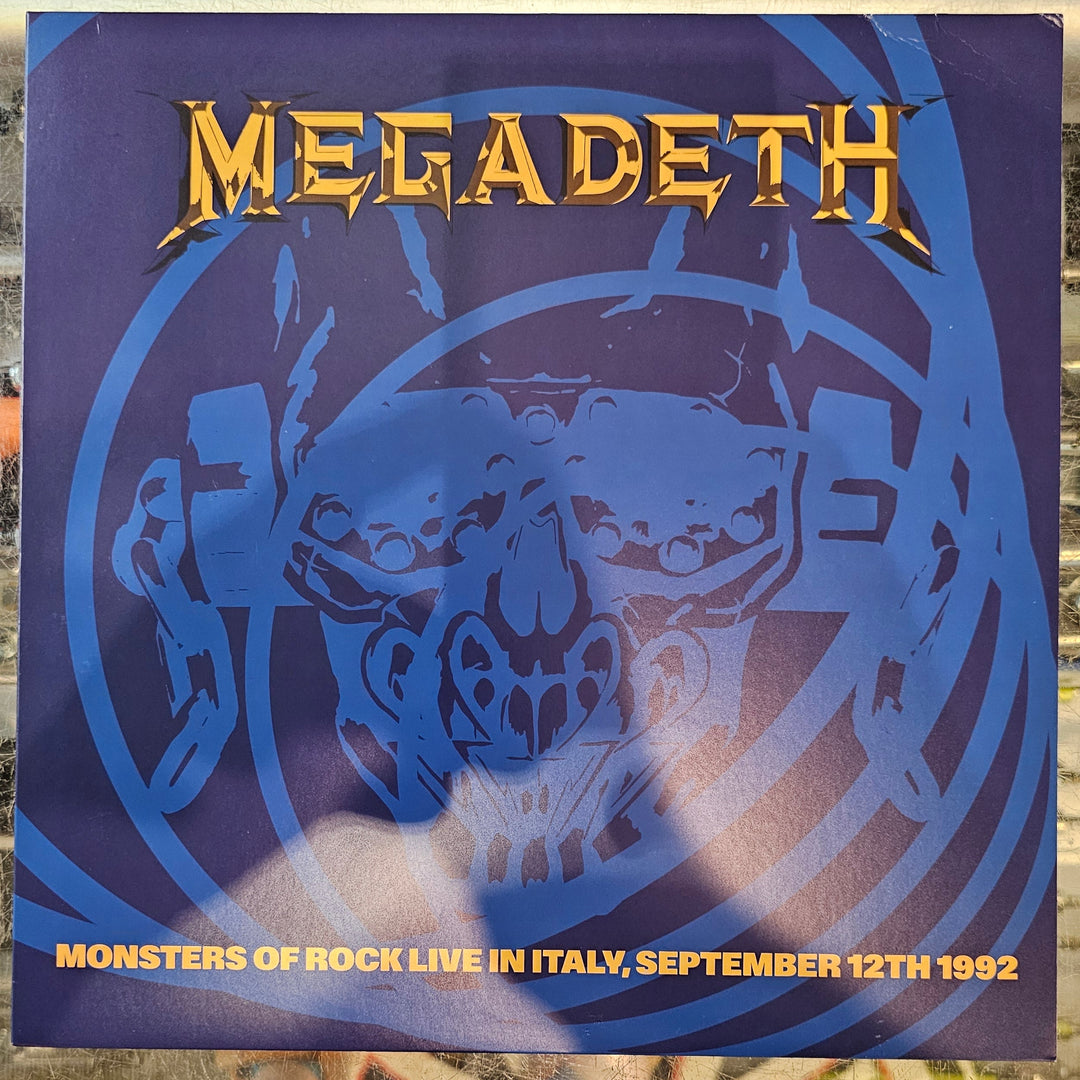 MEGADETH
MONSTERS OF ROCK LIVE IN ITALY, SEPTEMBER 12TH 1992